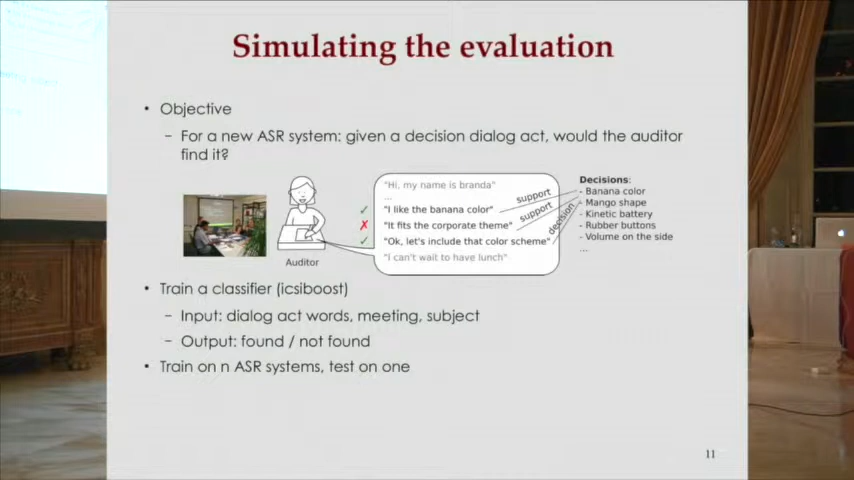 Simulating the evaluation
• Objective
– For a new ASR system: given a decision dialog act, would the auditor
find it?
"Hi, my name is branda"
...
"I like the banana color"
"It fits the corporate theme"
"Ok, let's include that color scheme"
"I can't wait to have lunch"
support
support
decision
Decisions:
- Banana color
- Mango shape
- Kinetic battery
- Rubber buttons
- Volume on the side
...
Auditor
• Train a classifier (icsiboost)
– Input: dialog act words, meeting, subject
– Output: found / not found
• Train on n ASR systems, test on one
11